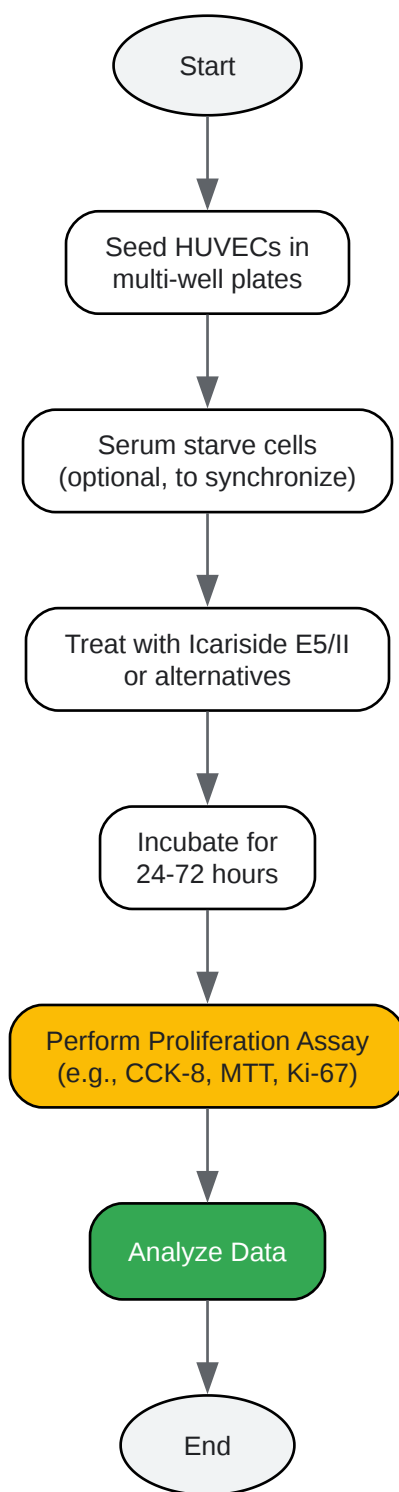 Start
Seed HUVECs in
multi-well plates
Serum starve cells
(optional, to synchronize)
Treat with Icariside E5/II
or alternatives
Incubate for
24-72 hours
Perform Proliferation Assay
(e.g., CCK-8, MTT, Ki-67)
Analyze Data
End